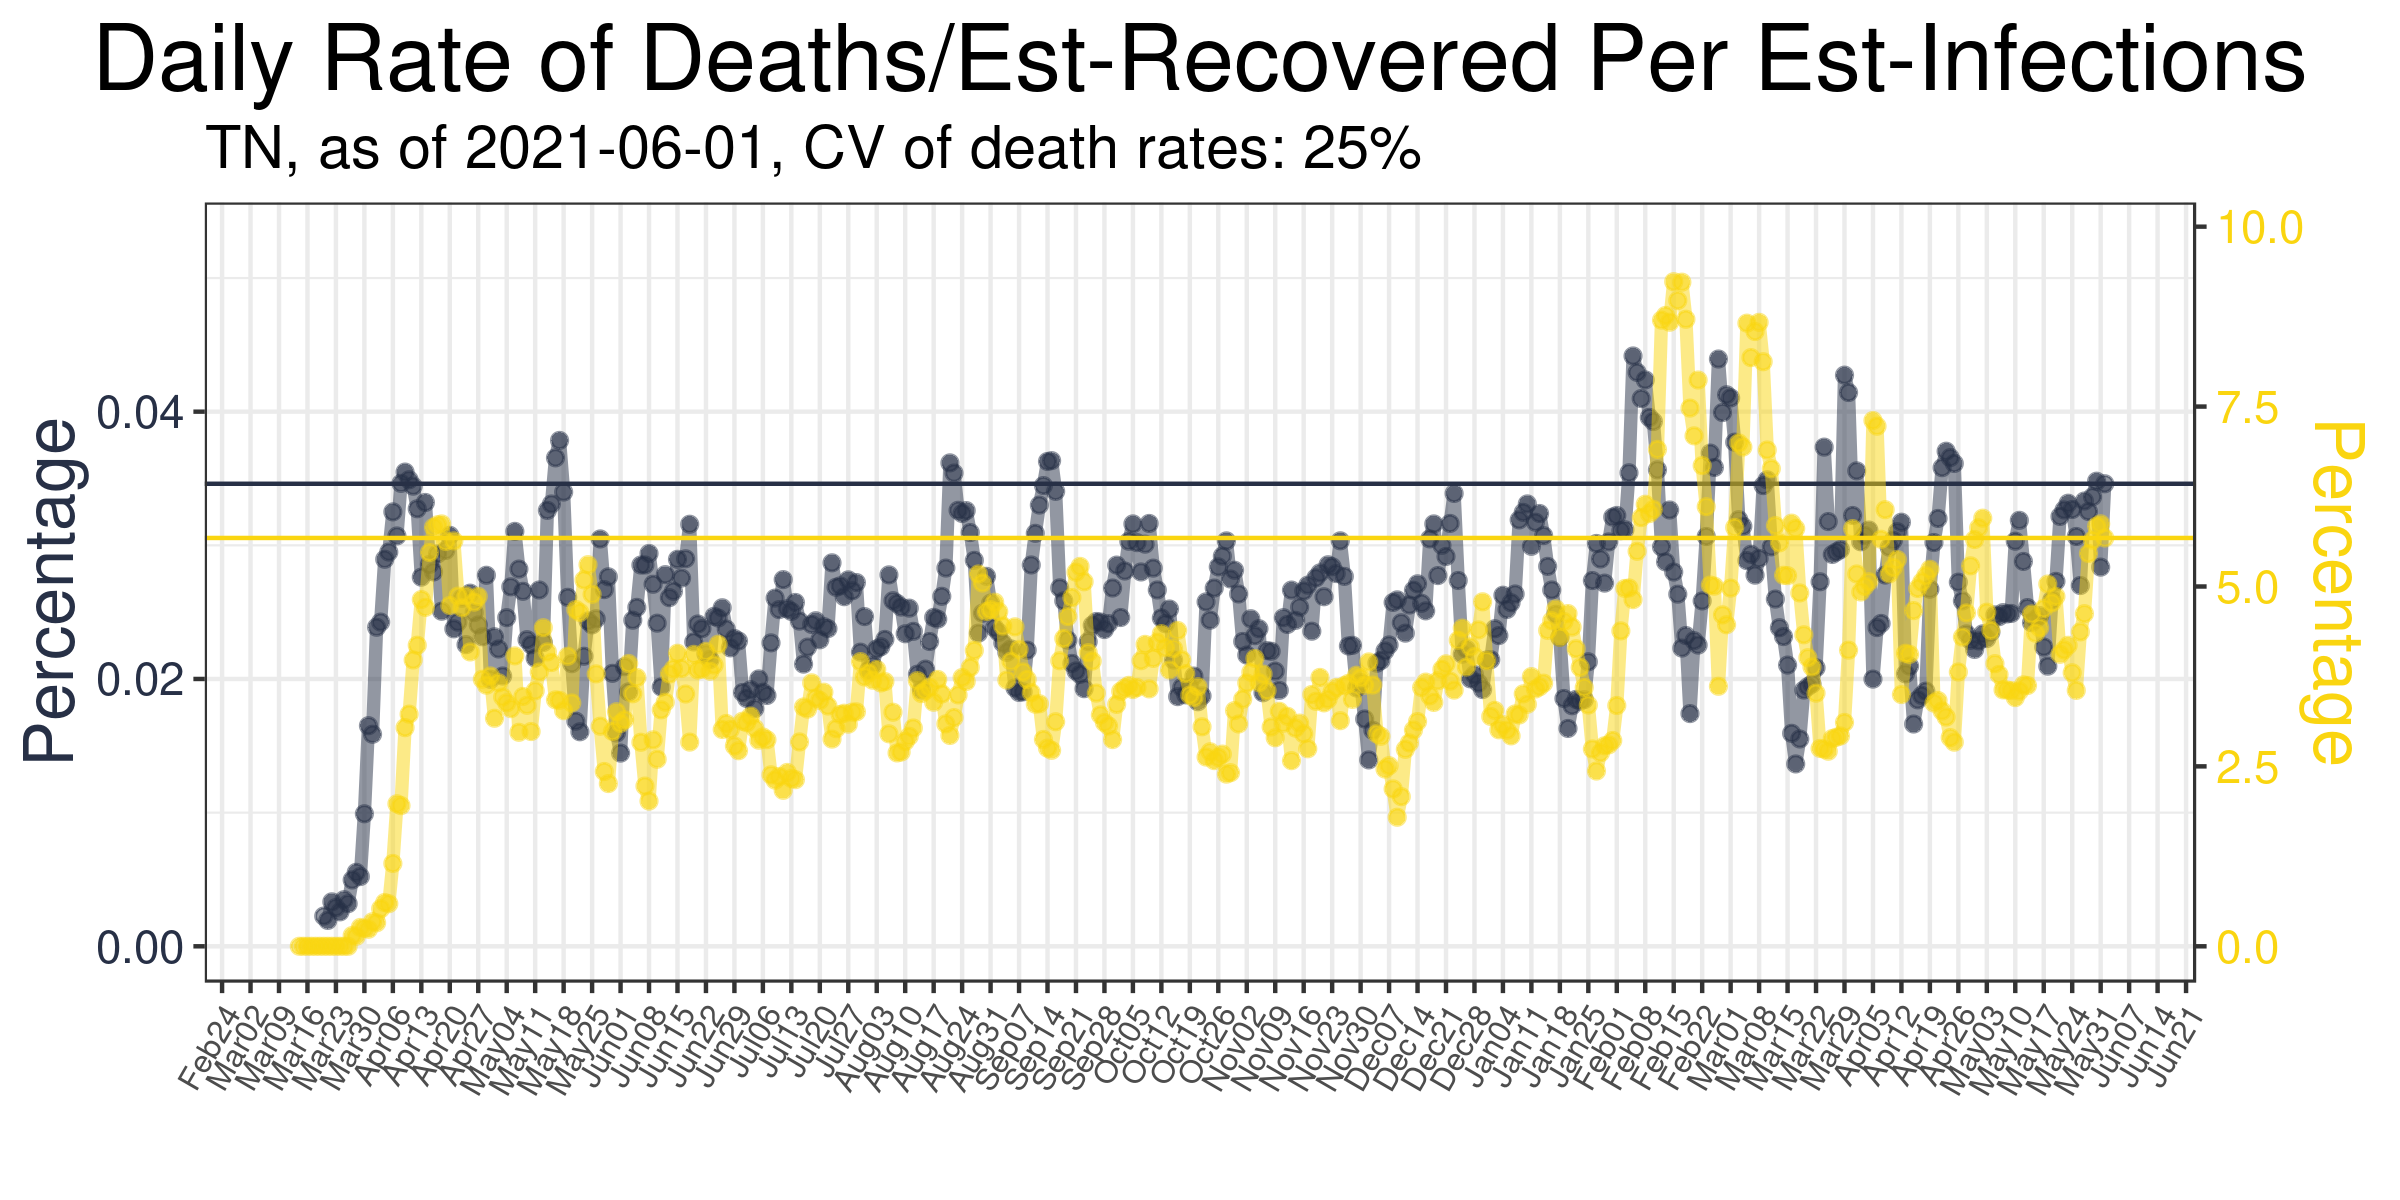 Daily Rate of Deaths/Est-Recovered Per Est-Infections
TN, as of 2021-06-01, CV of death rates: 25%
Percentage
0.04
0.02
0.00
10.0
7.5
5.0
2.5
0.0
Percentage
Feb24
Mar02
Mar09
Mar16
Mar23
Mar30
Apr06
Apr13
Apr20
Apr27
May04
May11
May18
May25
Jun01
Jun08
Jun15
Jun22
Jun29
Jul06
Jul13
Jul20
Jul27
Aug03
Aug10
Aug17
Aug24
Aug31
Sep07
Sep14
Sep21
Sep28
Oct05
Oct12
Oct19
Oct26
Nov02
Nov09
Nov16
Nov23
Nov30
Dec07
Dec14
Dec21
Dec28
Jan04
Jan11
Jan18
Jan25
Feb01
Feb08
Feb15
Feb22
Mar01
Mar08
Mar15
Mar22
Mar29
Apr05
Apr12
Apr19
Apr26
May03
May10
May17
May24
May31
Jun07
Jun14
Jun21